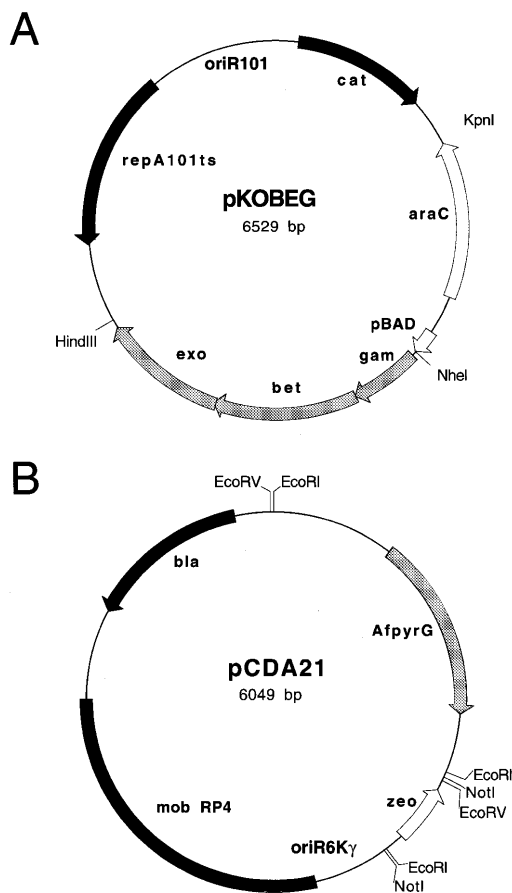 A
oriR101
cat
KpnI
repA101ts
pKOBEG
6529 bp
araC
pBAD
HindIII
exo
gam
bet
NheI
B
EcoRV
EcoRI
bla
AfpyrG
pCDA21
6049 bp
EcoRI
NotI
zeo
EcoRV
mob RP4
oriR6Kγ
EcoRI
NotI